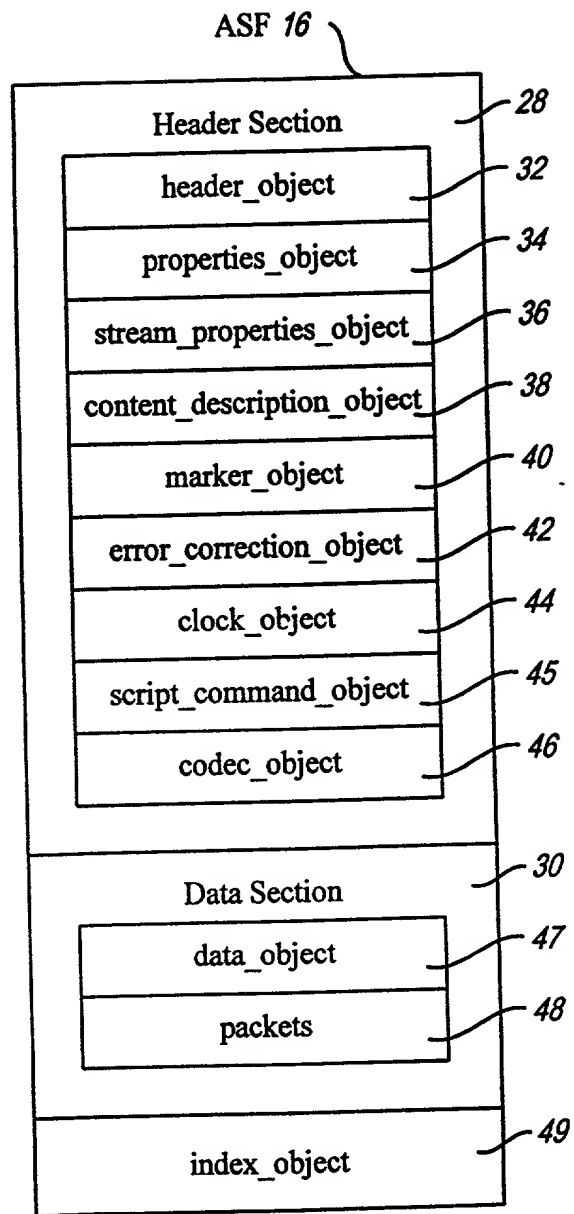 ASF 16
Header Section 28
header_object 32
properties_object 34
stream_properties_object 36
content_description_object 38
marker_object 40
error_correction_object 42
clock_object 44
script_command_object 45
codec_object 46
Data Section 30
data_object 47
packets 48
index_object 49